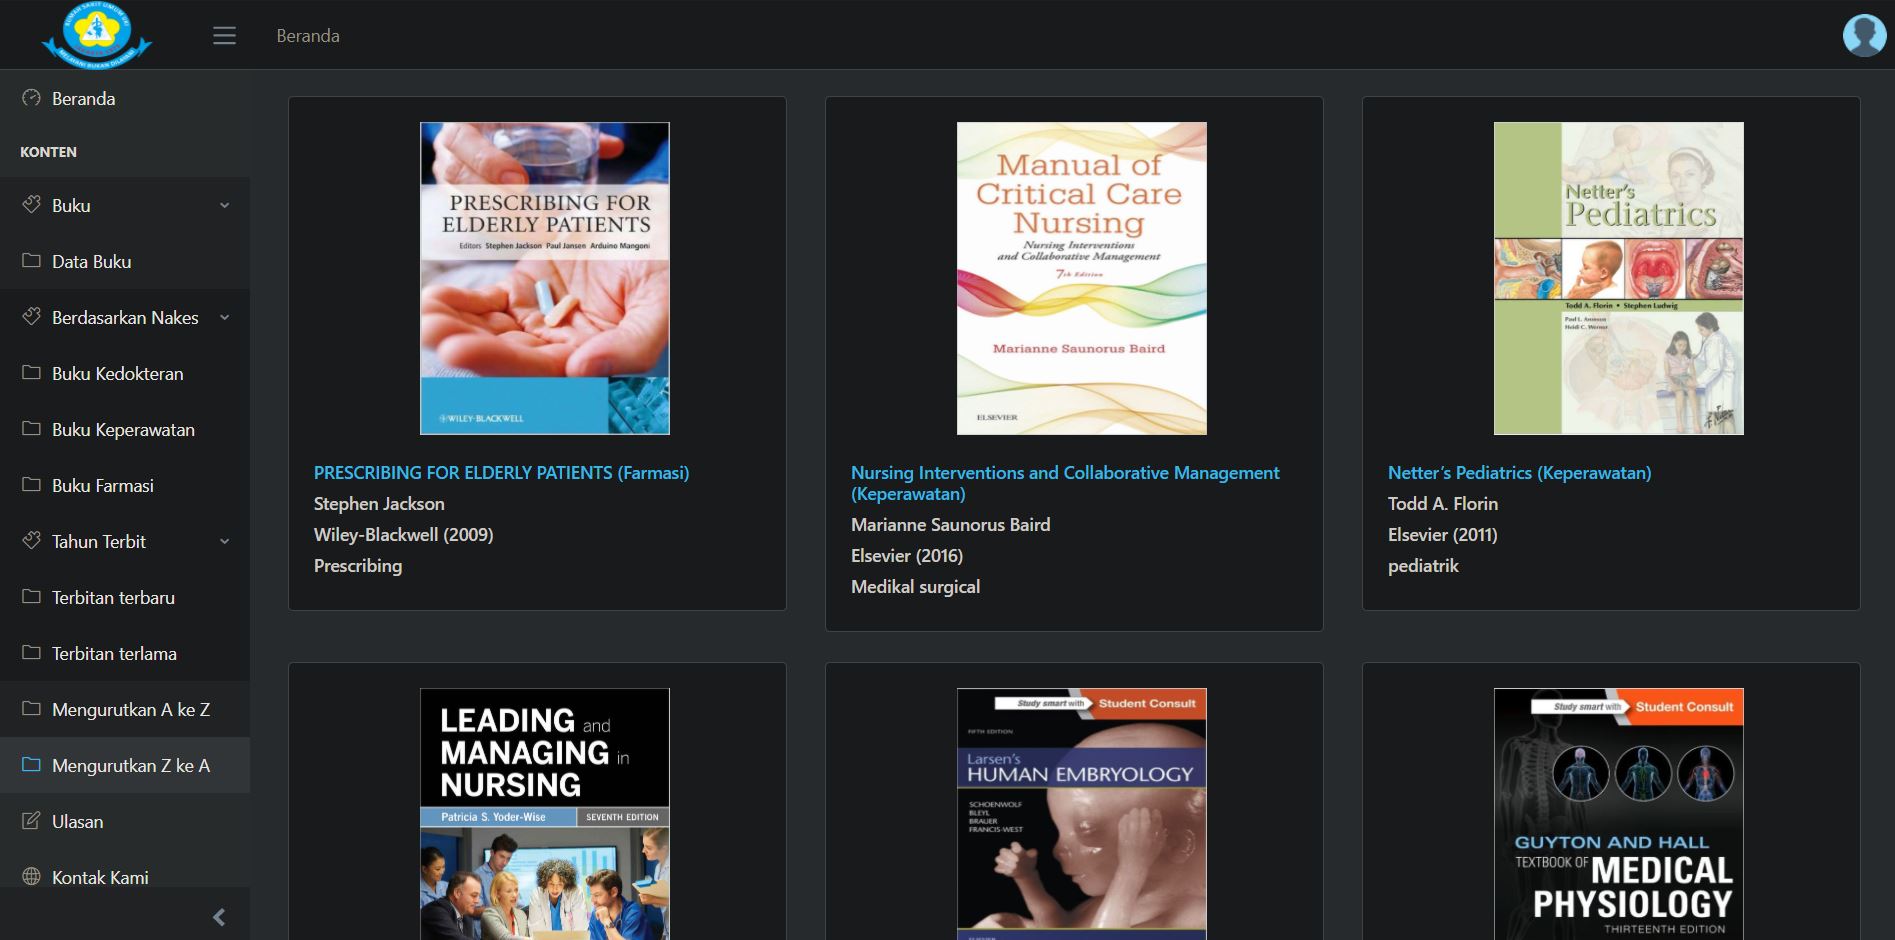 RUMAH SAKIT UMUM UKI
MELAYANI BUKAN DILAYANI
Beranda
Beranda
KONTEN
Buku
Data Buku
Berdasarkan Nakes
Buku Kedokteran
Buku Keperawatan
Buku Farmasi
Tahun Terbit
Terbitan terbaru
Terbitan terlama
Mengurutkan A ke Z
Mengurutkan Z ke A
Ulasan
Kontak Kami
PRESCRIBING FOR
ELDERLY PATIENTS
Editors Stephen Jackson Paul Jansen Arduino Mangoni
WILEY-BLACKWELL
PRESCRIBING FOR ELDERLY PATIENTS (Farmasi)
Stephen Jackson
Wiley-Blackwell (2009)
Prescribing
Manual of
Critical Care
Nursing
Nursing Interventions
and Collaborative Management
7th Edition
Marianne Saunorus Baird
ELSEVIER
Nursing Interventions and Collaborative Management
(Keperawatan)
Marianne Saunorus Baird
Elsevier (2016)
Medikal surgical
Netter's
Pediatrics
Todd A. Florin • Stephen Ludwig
Paul L. Aronson
Heidi C. Werner
Netter's Pediatrics (Keperawatan)
Todd A. Florin
Elsevier (2011)
pediatrik
LEADING and
MANAGING in
NURSING
Patricia S. Yoder-Wise
SEVENTH EDITION
Study smart with Student Consult
FIFTH EDITION
Larsen's
HUMAN EMBRYOLOGY
SCHOENWOLF
BLEYL
BRAUER
FRANCIS-WEST
Study smart with Student Consult
GUYTON AND HALL
TEXTBOOK OF MEDICAL
PHYSIOLOGY
THIRTEENTH EDITION